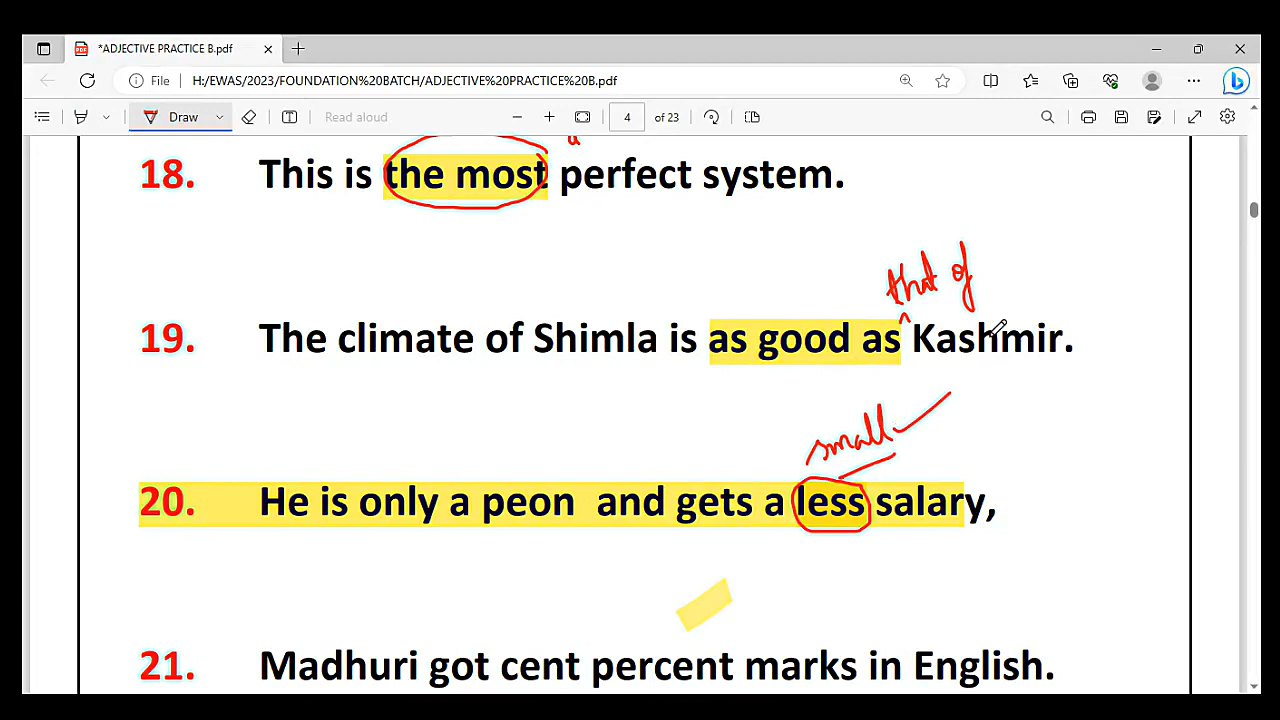 *ADJECTIVE PRACTICE B.pdf
File H:/EWAS/2023/FOUNDATION%20BATCH/ADJECTIVE%20PRACTICE%20B.pdf
Draw Read aloud 4 of 23
a
18. This is the most perfect system.
that of
19. The climate of Shimla is as good as ^ Kashmir.
small
20. He is only a peon and gets a less salary,
21. Madhuri got cent percent marks in English.